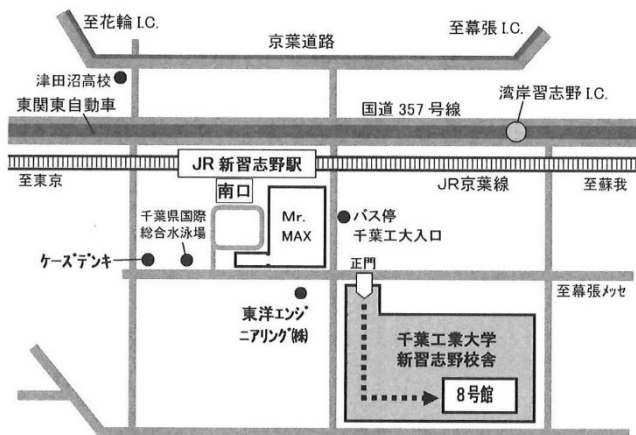 至花輪 I.C.
京葉道路
至幕張 I.C.
津田沼高校
湾岸習志野 I.C.
東関東自動車
国道 357 号線
JR 新習志野駅
至東京
南口
JR京葉線
至蘇我
千葉県国際
総合水泳場
Mr.
MAX
バス停
千葉工大入口
ケーズデンキ
正門
至幕張メッセ
東洋エンジ
ニアリング㈱
千葉工業大学
新習志野校舎
8号館